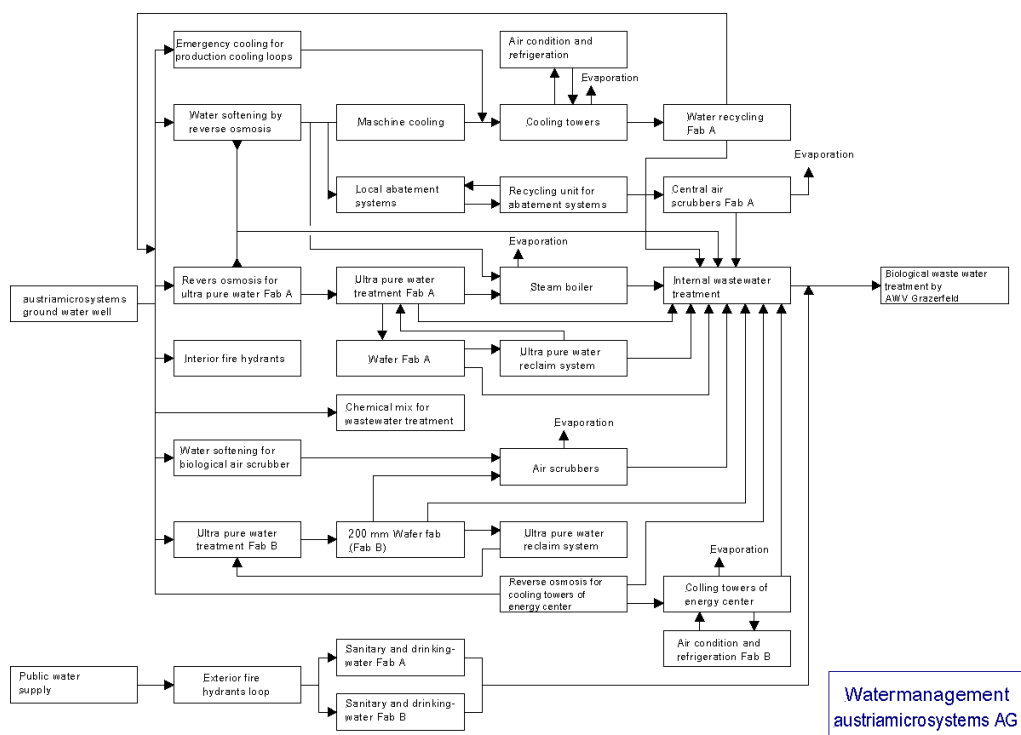 Emergency cooling for
production cooling loops
Air condition and
refrigeration
Evaporation
Water softening by
reverse osmosis
Maschine cooling
Cooling towers
Water recycling
Fab A
Evaporation
Local abatement
systems
Recycling unit for
abatement systems
Central air
scrubbers Fab A
Evaporation
austriamicrosystems
ground water well
Revers osmosis for
ultra pure water Fab A
Ultra pure water
treatment Fab A
Steam boiler
Internal wastewater
treatment
Biological waste water
treatment by
AWV Grazerfeld
Interior fire hydrants
Wafer Fab A
Ultra pure water
reclaim system
Chemical mix for
wastewater treatment
Evaporation
Water softening for
biological air scrubber
Air scrubbers
Ultra pure water
treatment Fab B
200 mm Wafer fab
(Fab B)
Ultra pure water
reclaim system
Evaporation
Reverse osmosis for
cooling towers of
energy center
Colling towers of
energy center
Air condition and
refrigeration Fab B
Public water
supply
Exterior fire
hydrants loop
Sanitary and drinking-
water Fab A
Sanitary and drinking-
water Fab B
Watermanagement
austriamicrosystems AG